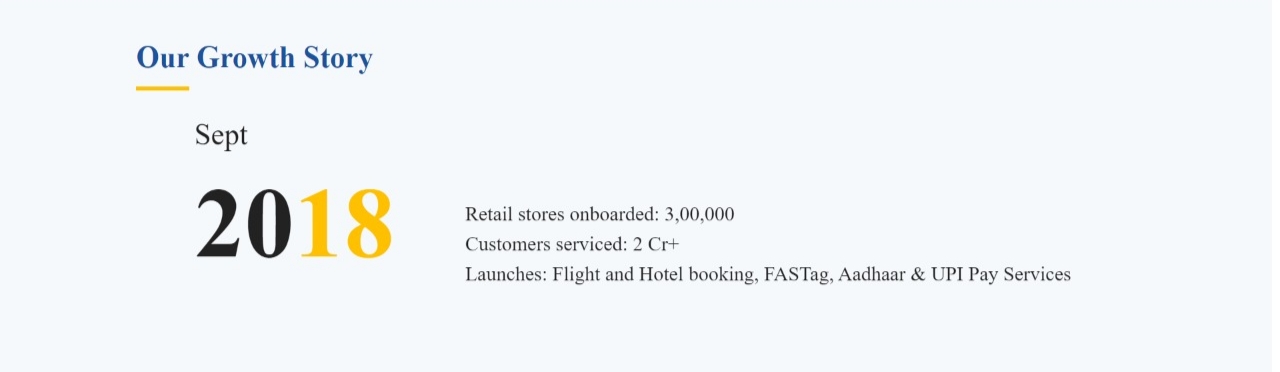 Our Growth Story
Sept
2018
Retail stores onboarded: 3,00,000
Customers serviced: 2 Cr+
Launches: Flight and Hotel booking, FASTag, Aadhaar & UPI Pay Services